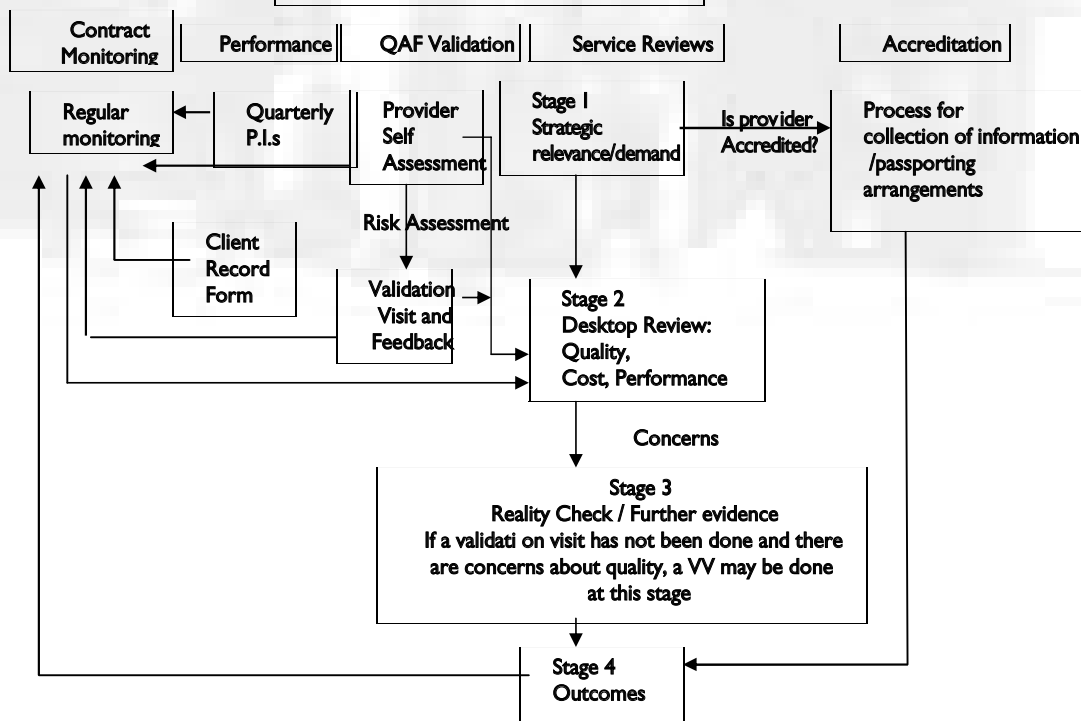 Contract
Monitoring
Performance
QAF Validation
Service Reviews
Accreditation
Regular
monitoring
Quarterly
P.I.s
Provider
Self
Assessment
Stage 1
Strategic
relevance/demand
Is provider
Accredited?
Process for
collection of information
/passporting
arrangements
Risk Assessment
Client
Record
Form
Validation
Visit and
Feedback
Stage 2
Desktop Review:
Quality,
Cost, Performance
Concerns
Stage 3
Reality Check / Further evidence
If a validati on visit has not been done and there
are concerns about quality, a VV may be done
at this stage
Stage 4
Outcomes